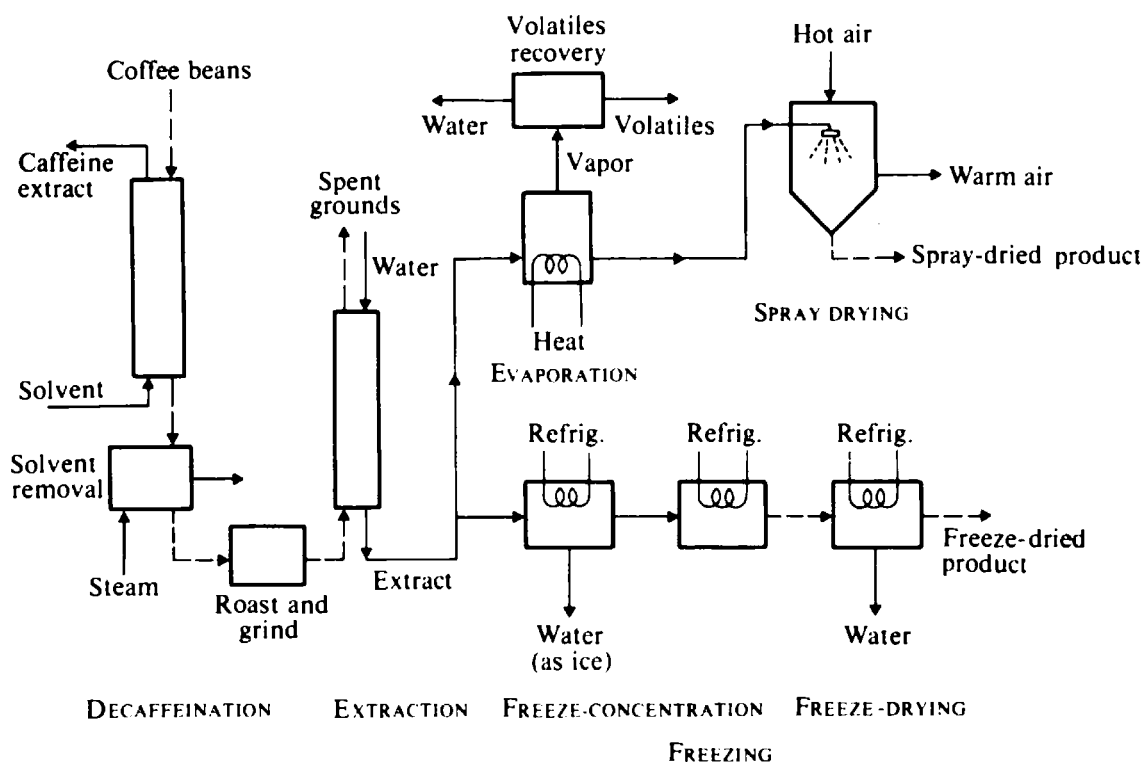 Volatiles
recovery
Hot air
Coffee beans
Water
Volatiles
Caffeine
extract
Vapor
Spent
grounds
Warm air
Water
Spray-dried product
SPRAY DRYING
Heat
EVAPORATION
Solvent
Refrig.
Refrig.
Refrig.
Solvent
removal
Freeze-dried
product
Steam
Extract
Roast and
grind
Water
(as ice)
Water
DECAFFEINATION
EXTRACTION
FREEZE-CONCENTRATION
FREEZE-DRYING
FREEZING